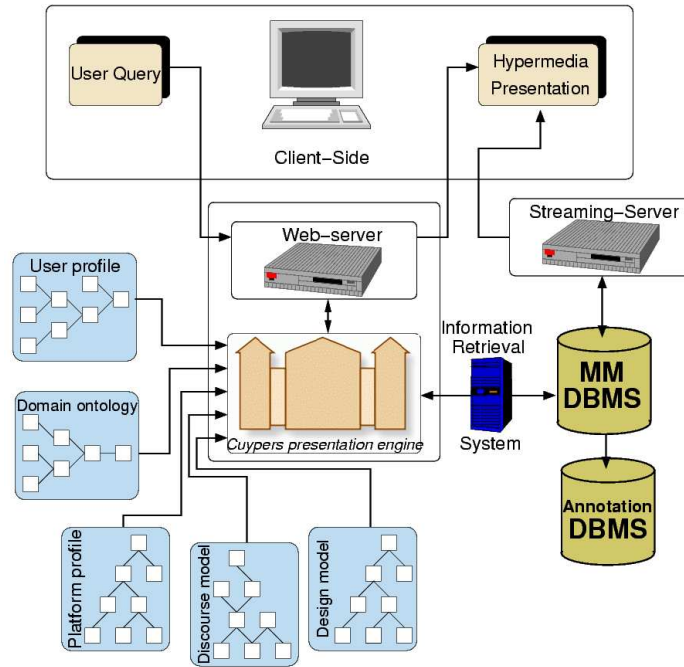 User Query
Hypermedia
Presentation
Client-Side
Streaming-Server
Web-server
User profile
Information
Retrieval
Domain ontology
MM
DBMS
Cuypers presentation engine
System
Annotation
DBMS
Platform profile
Discourse model
Design model